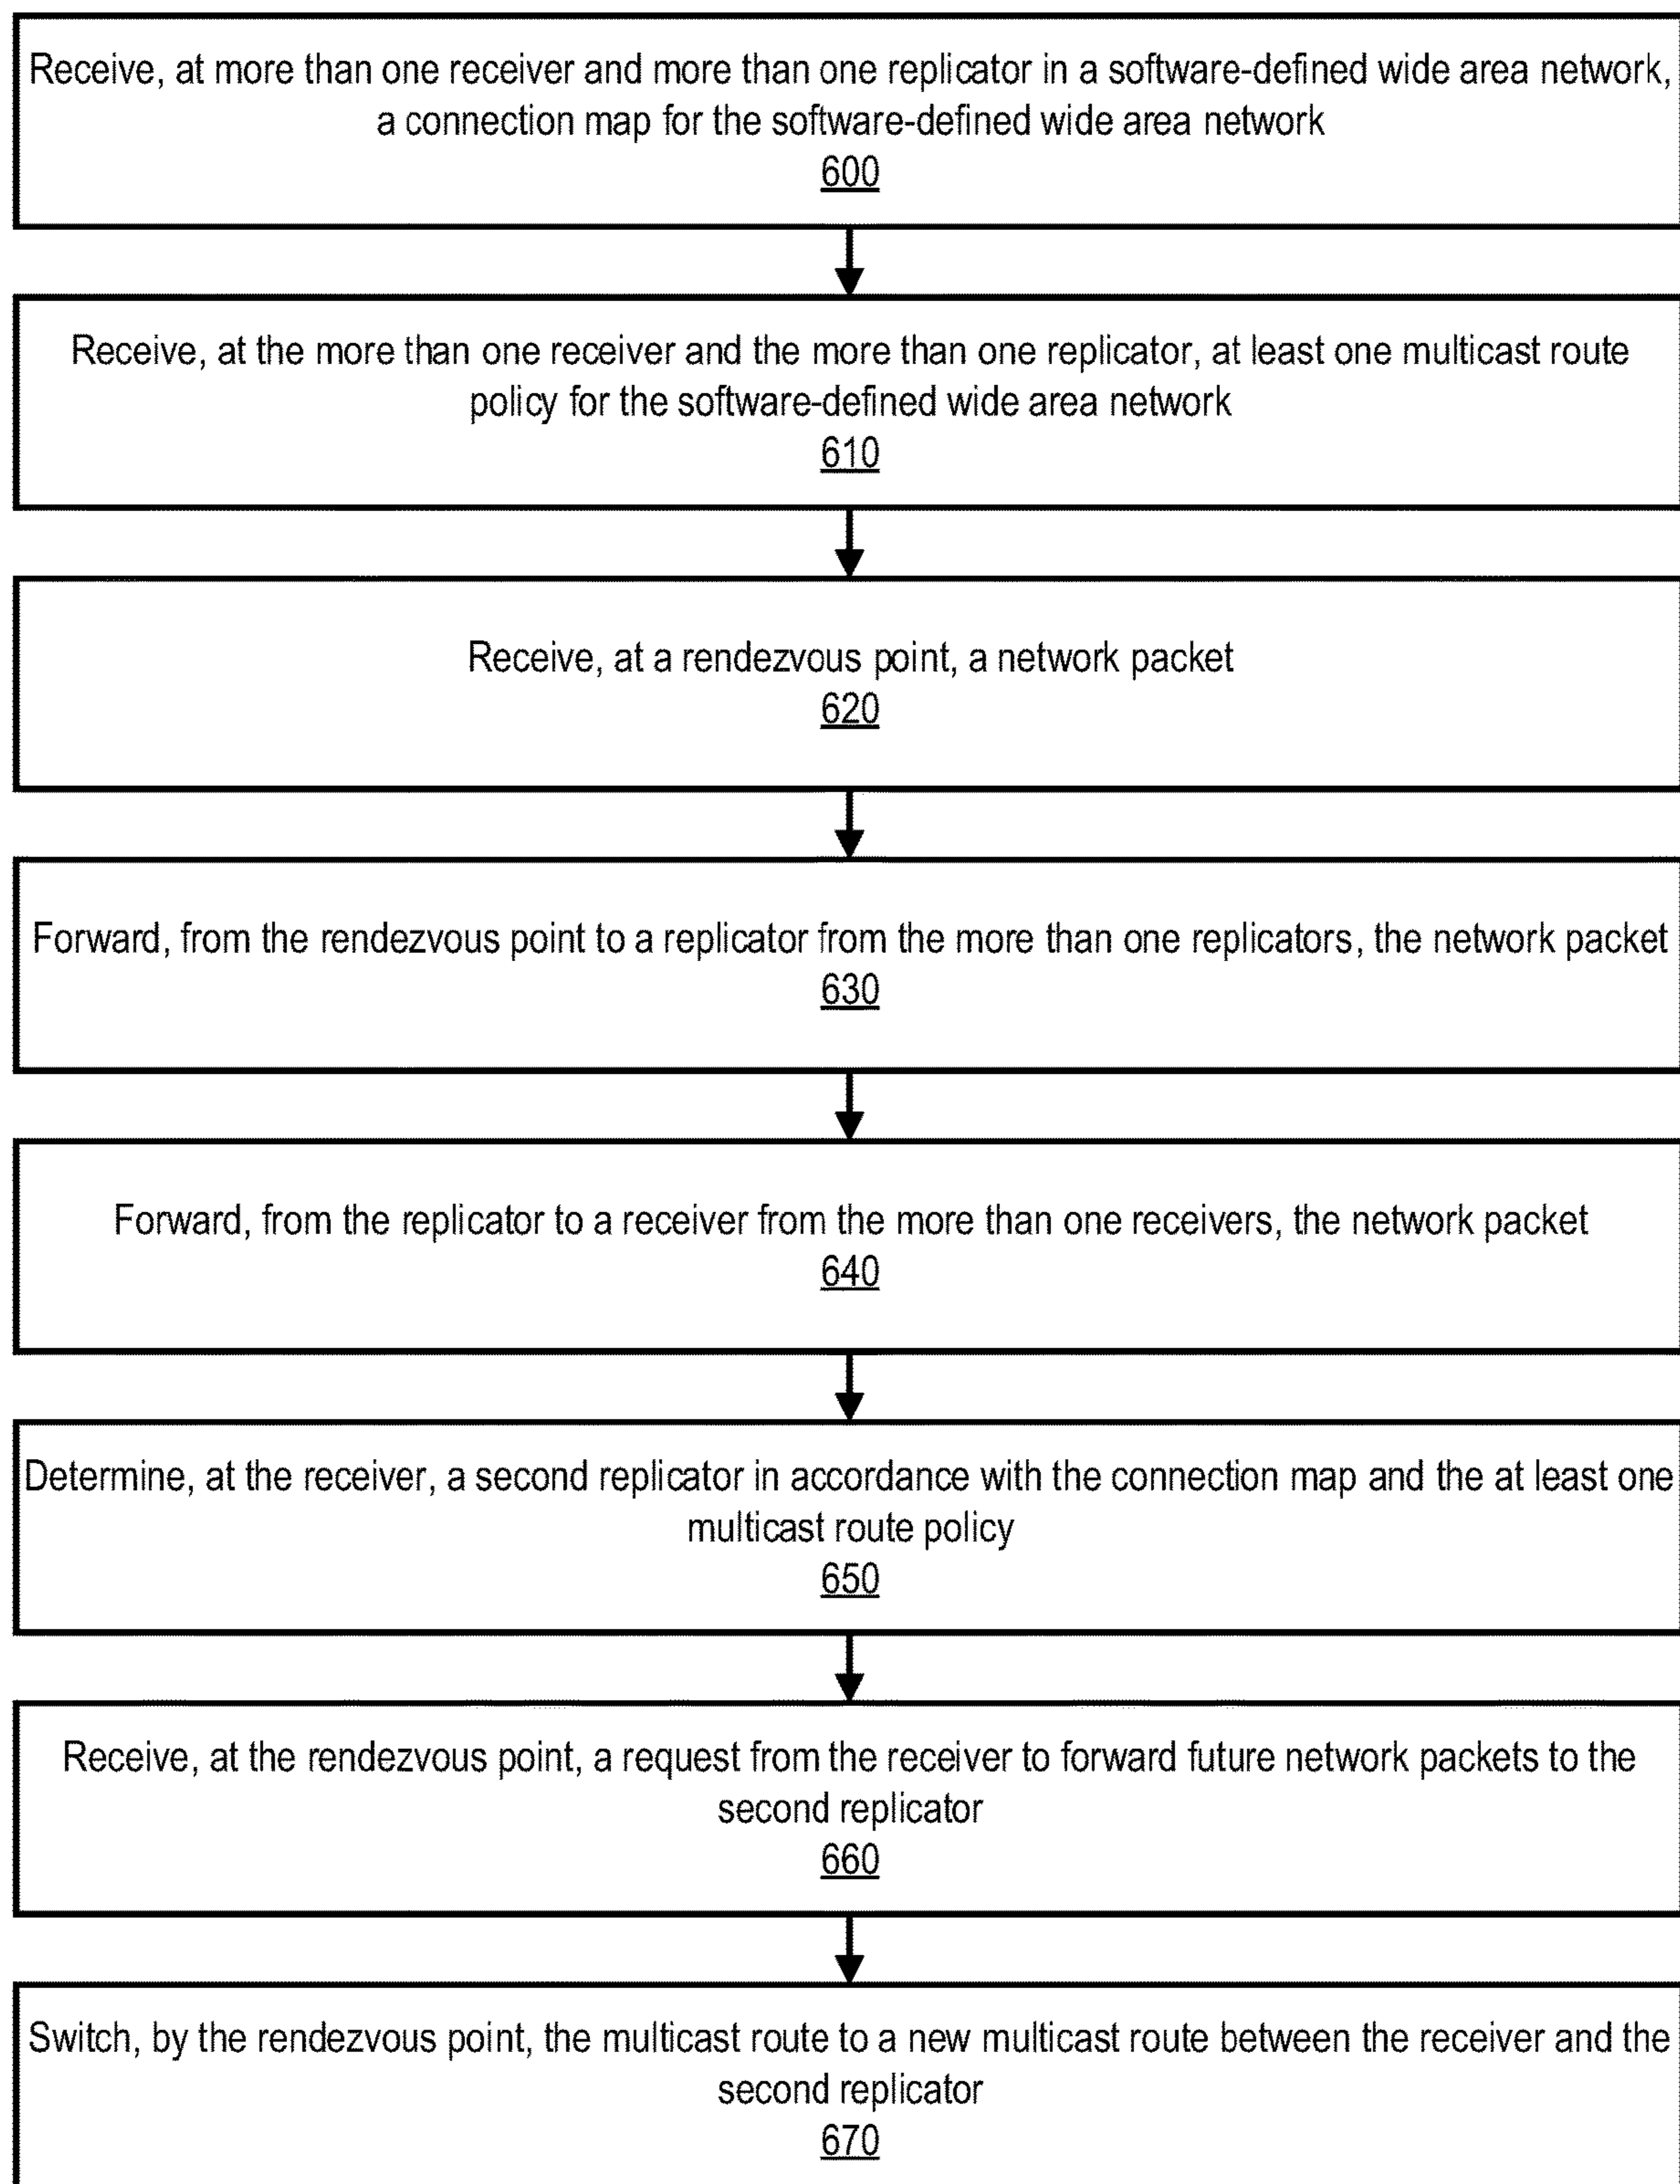 Receive, at more than one receiver and more than one replicator in a software-defined wide area network,
a connection map for the software-defined wide area network
600
Receive, at the more than one receiver and the more than one replicator, at least one multicast route
policy for the software-defined wide area network
610
Receive, at a rendezvous point, a network packet
620
Forward, from the rendezvous point to a replicator from the more than one replicators, the network packet
630
Forward, from the replicator to a receiver from the more than one receivers, the network packet
640
Determine, at the receiver, a second replicator in accordance with the connection map and the at least one
multicast route policy
650
Receive, at the rendezvous point, a request from the receiver to forward future network packets to the
second replicator
660
Switch, by the rendezvous point, the multicast route to a new multicast route between the receiver and the
second replicator
670